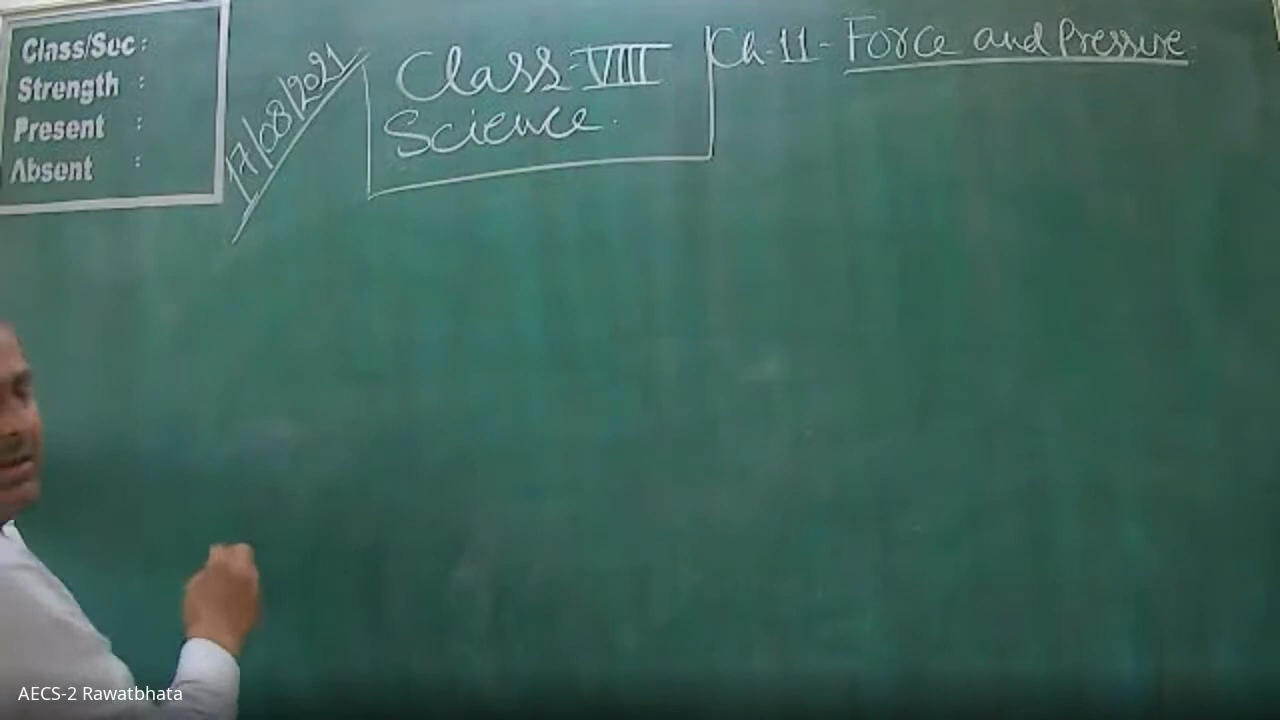 Class/Sec :
Strength :
Present :
Absent :
17/08/2021
Class-VIII
Science.
Ch-11- Force and Pressure.
AECS-2 Rawatbhata